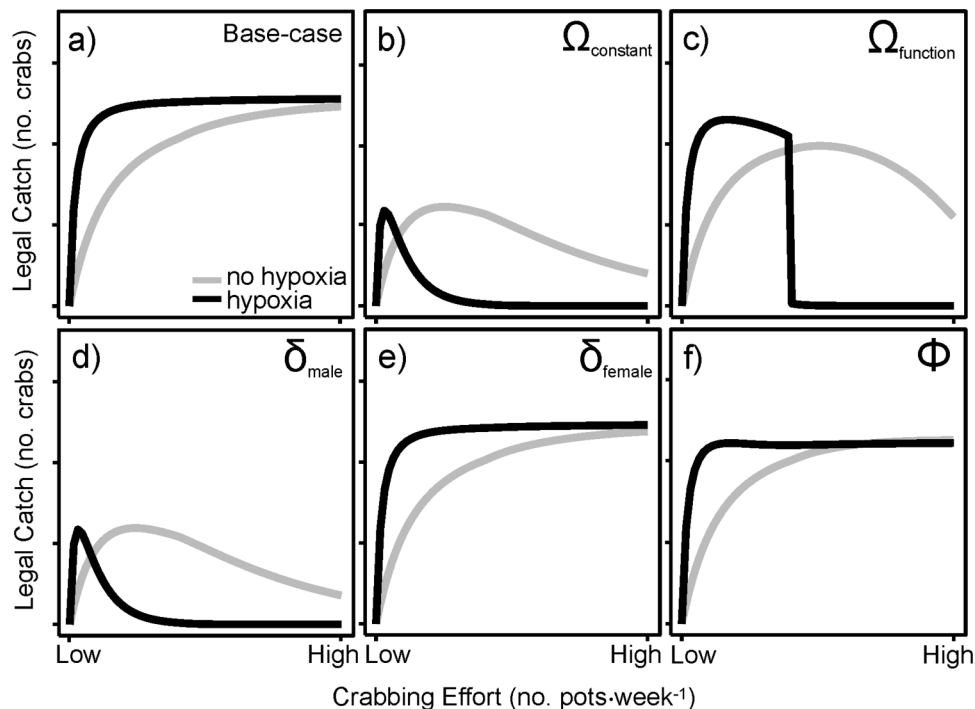 a) Base-case
b) Ωconstant
c) Ωfunction
Legal Catch (no. crabs)
no hypoxia
hypoxia
d) δmale
e) δfemale
f) Φ
Legal Catch (no. crabs)
Low High Low High Low High
Crabbing Effort (no. pots·week⁻¹)